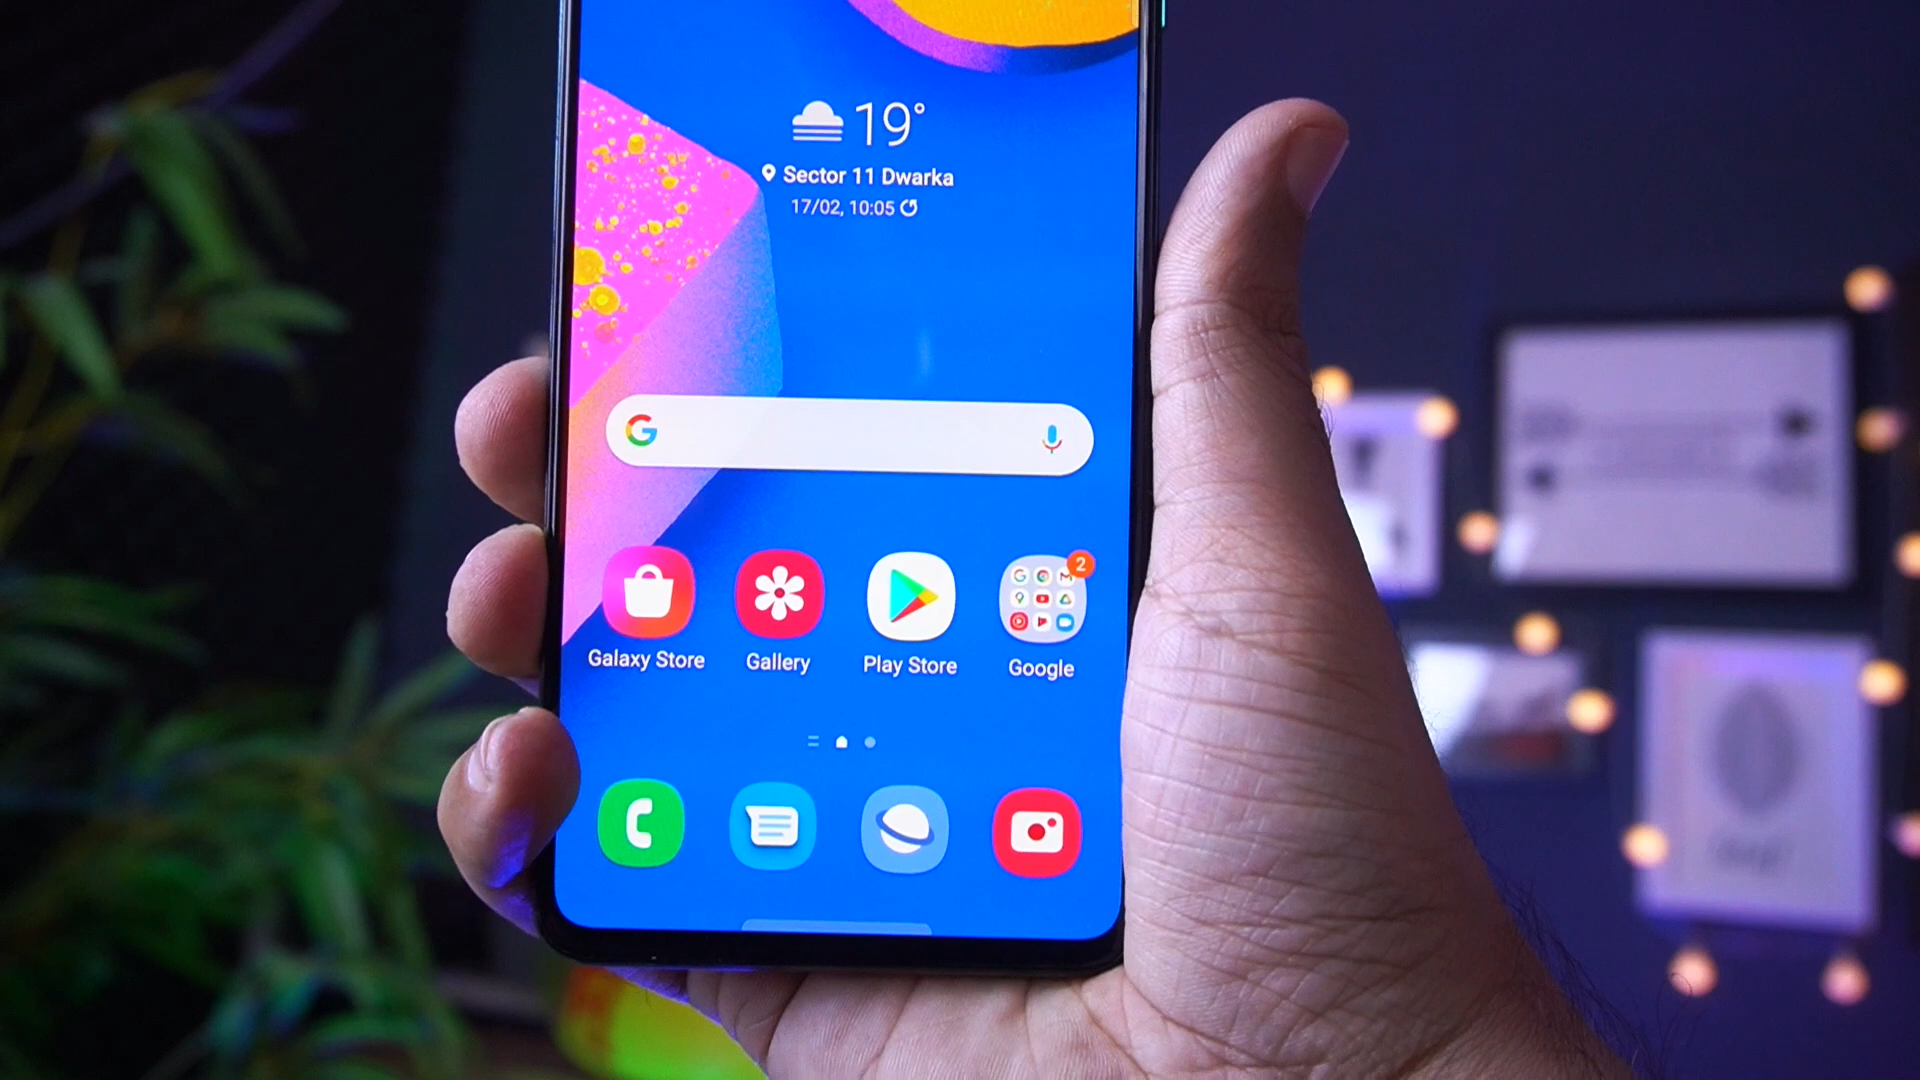 19°
Sector 11 Dwarka
17/02, 10:05
2
Galaxy Store
Gallery
Play Store
Google